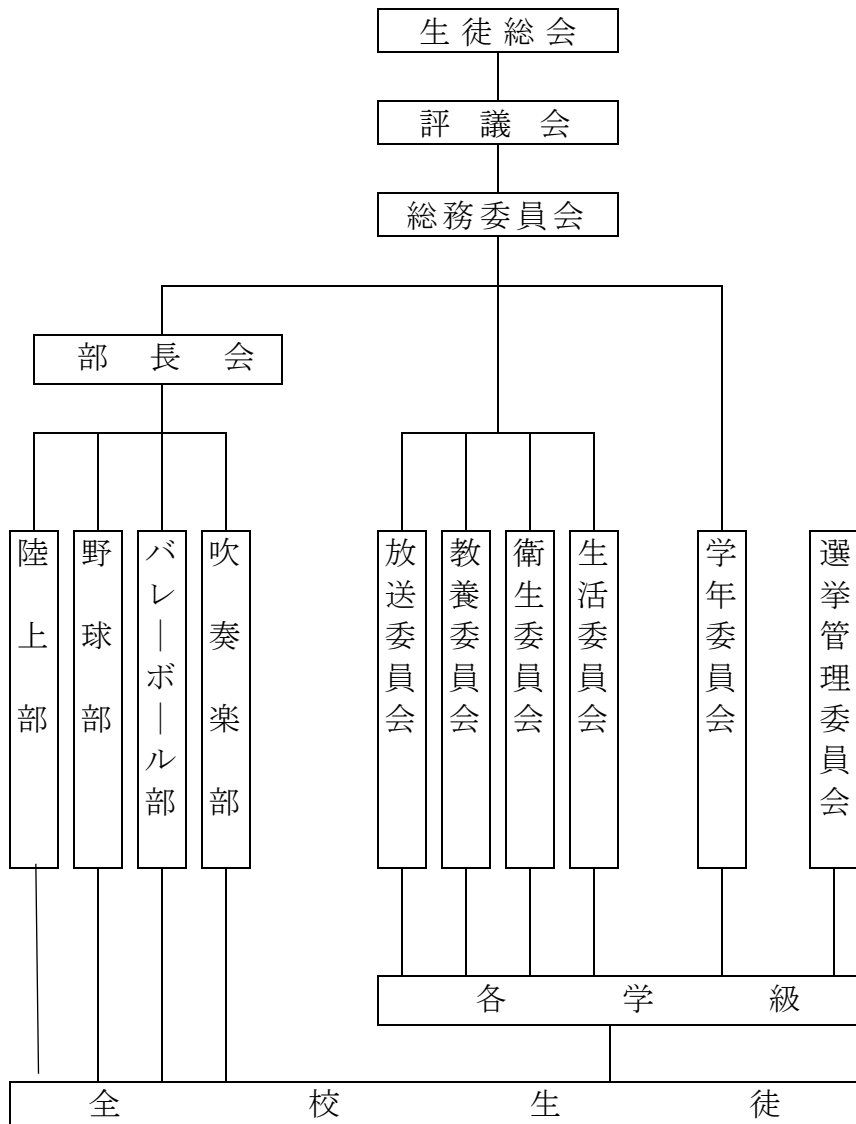 生徒総会
評議会
総務委員会
部長会
陸上部
野球部
バレーボール部
吹奏楽部
放送委員会
教養委員会
衛生委員会
生活委員会
学年委員会
選挙管理委員会
各学級
全校生徒